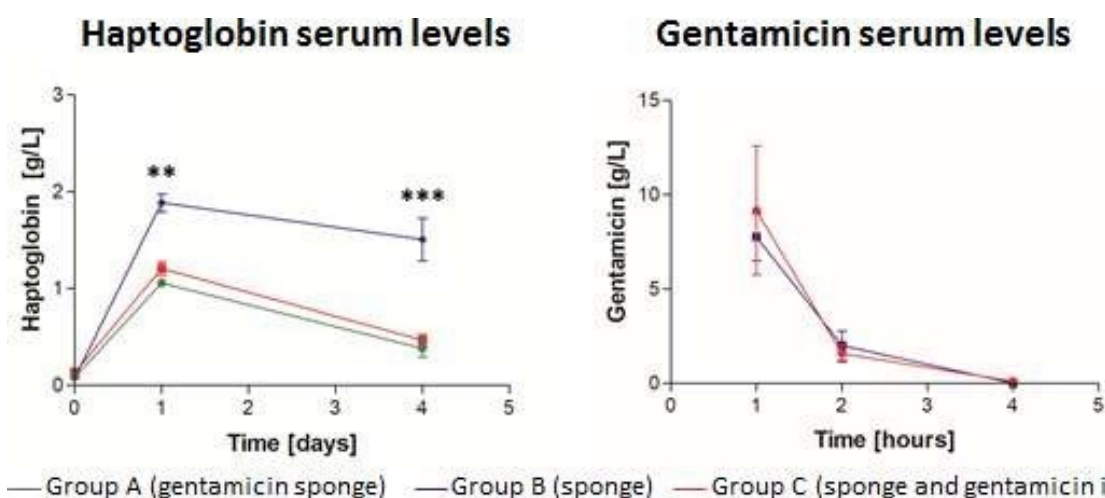 Haptoglobin serum levels
Gentamicin serum levels
3
2
1
0
Haptoglobin [g/L]
**
***
0 1 2 3 4 5
Time [days]
15
10
5
0
Gentamicin [g/L]
0 1 2 3 4 5
Time [hours]
Group A (gentamicin sponge) Group B (sponge) Group C (sponge and gentamicin i